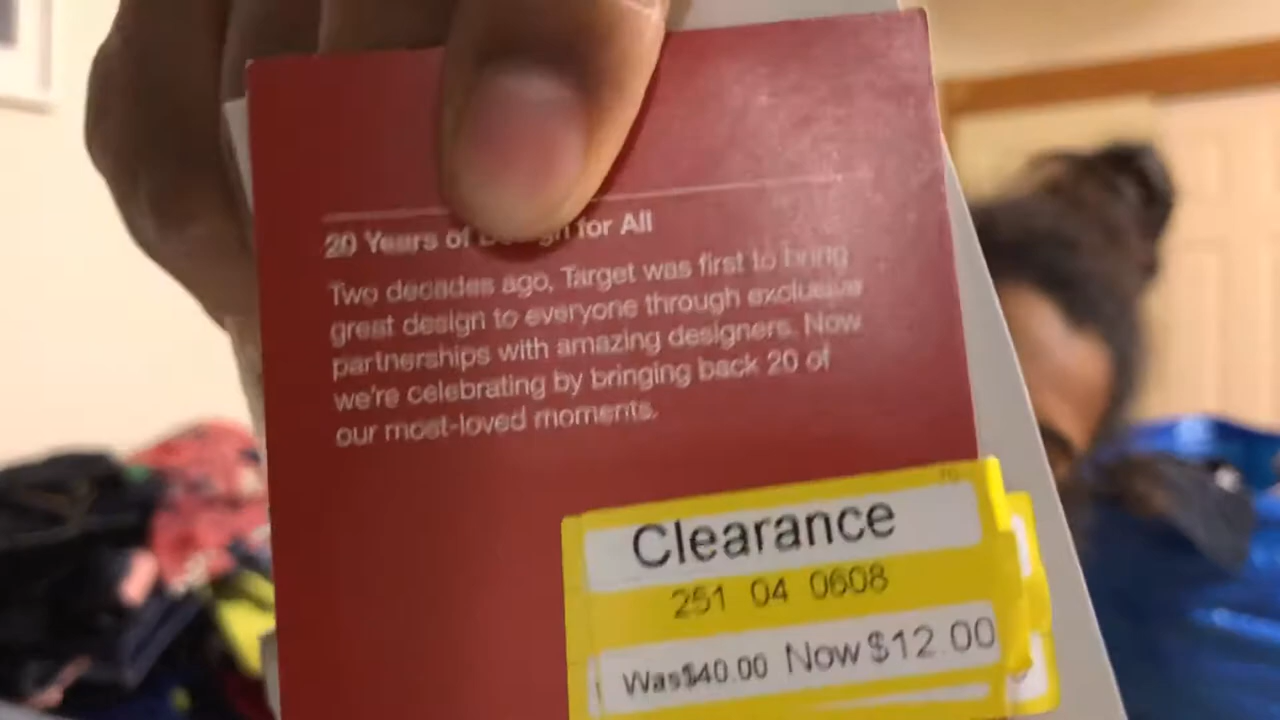 20 Years of Design for All
Two decades ago, Target was first to bring
great design to everyone through exclusive
partnerships with amazing designers. Now
we're celebrating by bringing back 20 of
our most-loved moments.
Clearance
251 04 0608
Was$40.00 Now$12.00